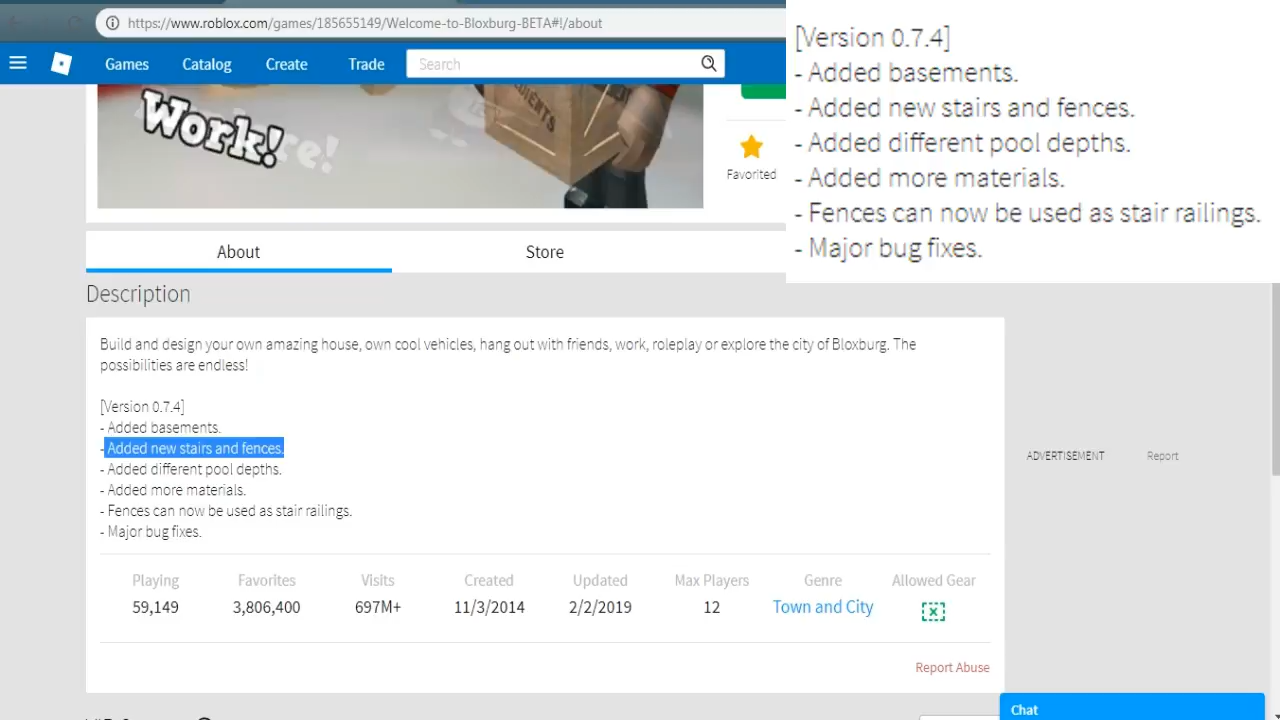 https://www.roblox.com/games/185655149/Welcome-to-Bloxburg-BETA#!/about
Games Catalog Create Trade Search
Work!
Favorited
[Version 0.7.4]
- Added basements.
- Added new stairs and fences.
- Added different pool depths.
- Added more materials.
- Fences can now be used as stair railings.
- Major bug fixes.
About Store
Description
Build and design your own amazing house, own cool vehicles, hang out with friends, work, roleplay or explore the city of Bloxburg. The
possibilities are endless!
[Version 0.7.4]
- Added basements.
- Added new stairs and fences.
- Added different pool depths.
- Added more materials.
- Fences can now be used as stair railings.
- Major bug fixes.
ADVERTISEMENT Report
Playing Favorites Visits Created Updated Max Players Genre Allowed Gear
59,149 3,806,400 697M+ 11/3/2014 2/2/2019 12 Town and City
Report Abuse
Chat